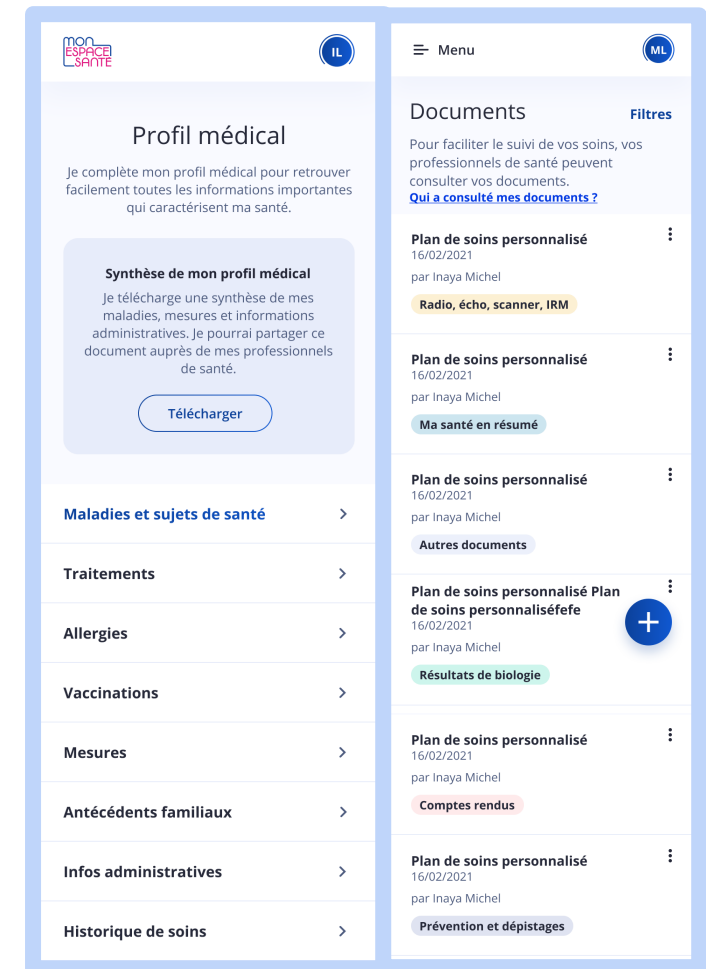 mon
ESPACE
SANTÉ
IL
Profil médical
Je complète mon profil médical pour retrouver
facilement toutes les informations importantes
qui caractérisent ma santé.
Synthèse de mon profil médical
Je télécharge une synthèse de mes
maladies, mesures et informations
administratives. Je pourrai partager ce
document auprès de mes professionnels
de santé.
Télécharger
Maladies et sujets de santé
Traitements
Allergies
Vaccinations
Mesures
Antécédents familiaux
Infos administratives
Historique de soins
Menu
ML
Documents
Filtres
Pour faciliter le suivi de vos soins, vos
professionnels de santé peuvent
consulter vos documents.
Qui a consulté mes documents ?
Plan de soins personnalisé
16/02/2021
par Inaya Michel
Radio, écho, scanner, IRM
Plan de soins personnalisé
16/02/2021
par Inaya Michel
Ma santé en résumé
Plan de soins personnalisé
16/02/2021
par Inaya Michel
Autres documents
Plan de soins personnalisé Plan
de soins personnaliséfefe
16/02/2021
par Inaya Michel
Résultats de biologie
Plan de soins personnalisé
16/02/2021
par Inaya Michel
Comptes rendus
Plan de soins personnalisé
16/02/2021
par Inaya Michel
Prévention et dépistages